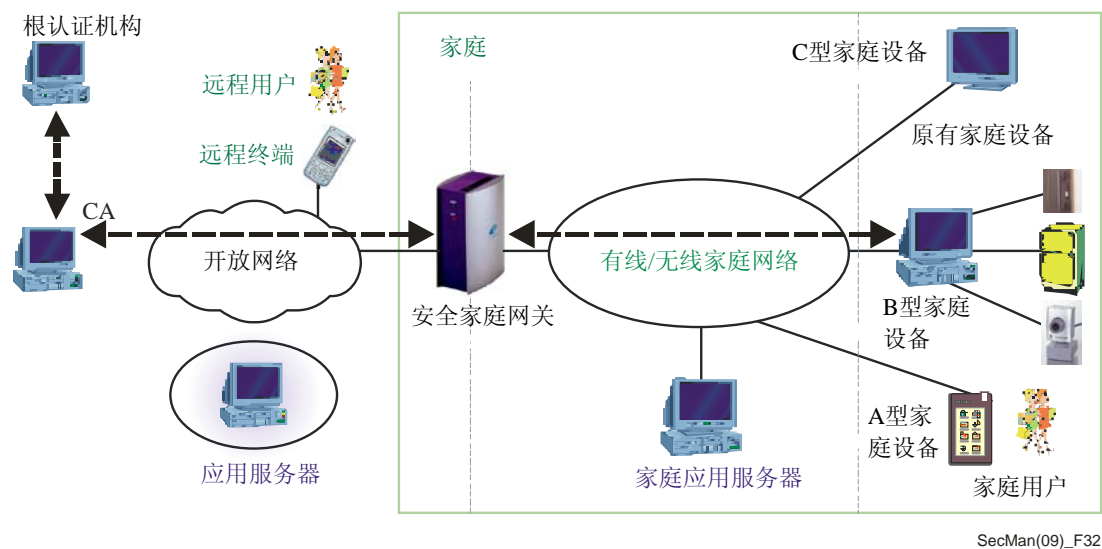 根认证机构
家庭
C型家庭设备
远程用户
原有家庭设备
远程终端
CA
开放网络
有线/无线家庭网络
安全家庭网关
B型家庭
设备
A型家
庭设备
应用服务器
家庭应用服务器
家庭用户
SecMan(09)_F32